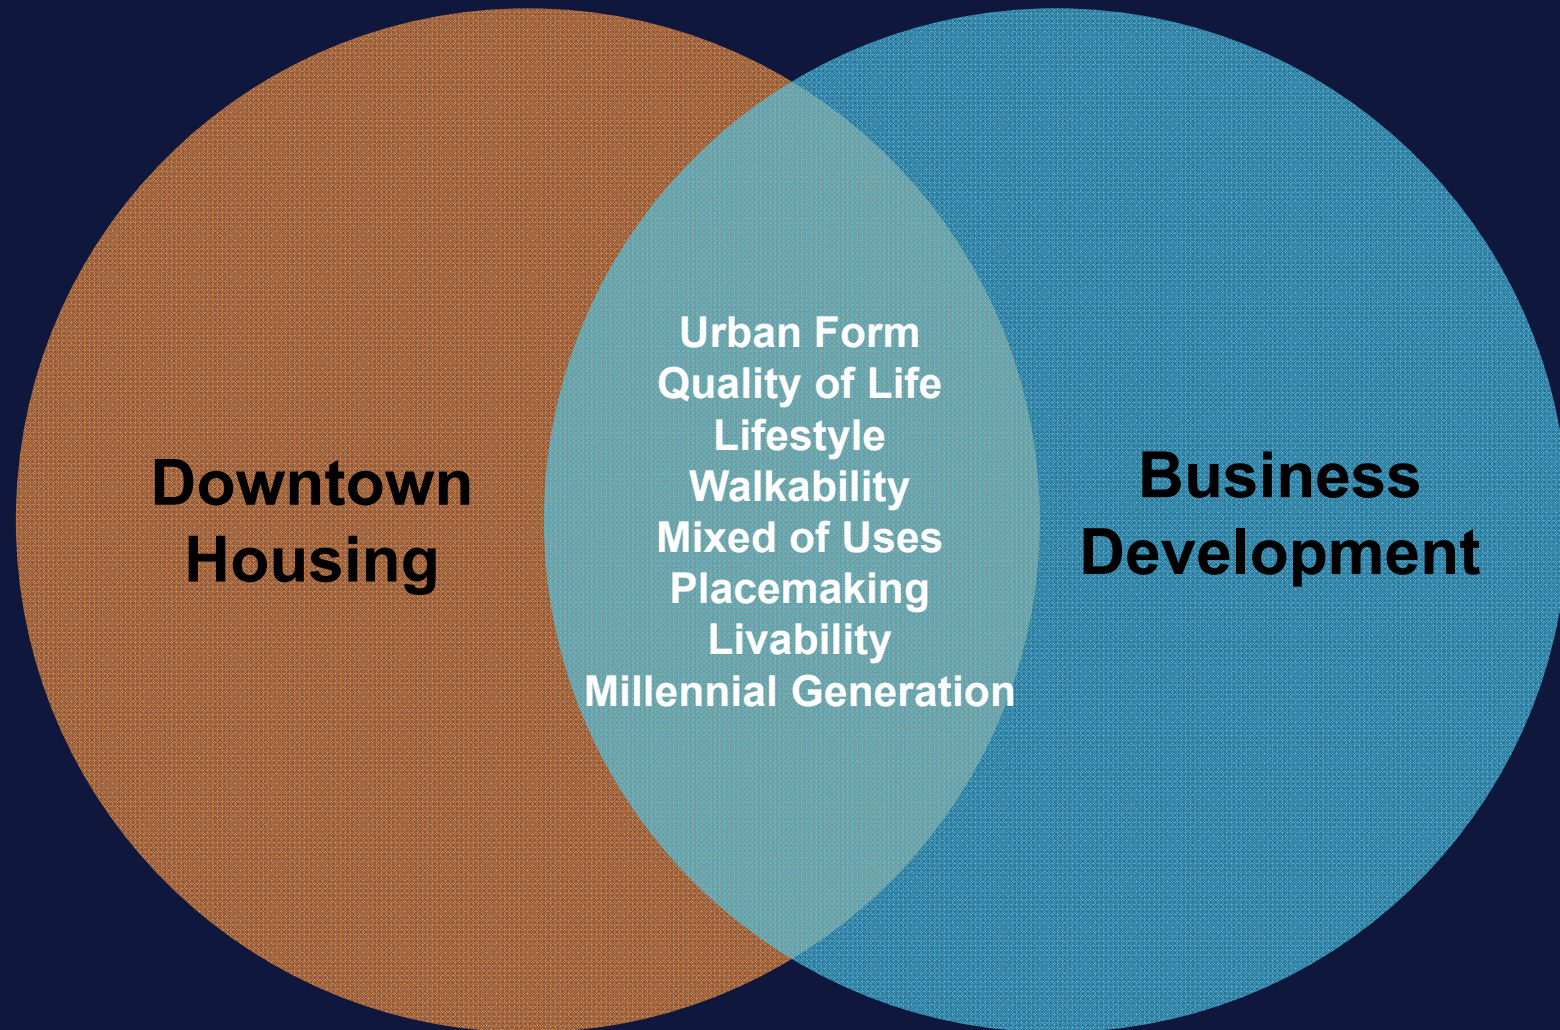 Downtown
Housing
Urban Form
Quality of Life
Lifestyle
Walkability
Mixed of Uses
Placemaking
Livability
Millennial Generation
Business
Development